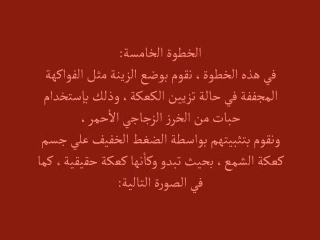 الخطوة الخامسة:
في هذه الخطوة ، نقوم بوضع الزينة مثل الفواكهة
المجففة في حالة تزيين الكعكة ، وذلك بإستخدام
حبات من الخرز الزجاجي الأحمر ،
ونقوم بتثبيتهم بواسطة الضغط الخفيف علي جسم
كعكة الشمع ، بحيث تبدو وكأنها كعكة حقيقية ، كما
في الصورة التالية: